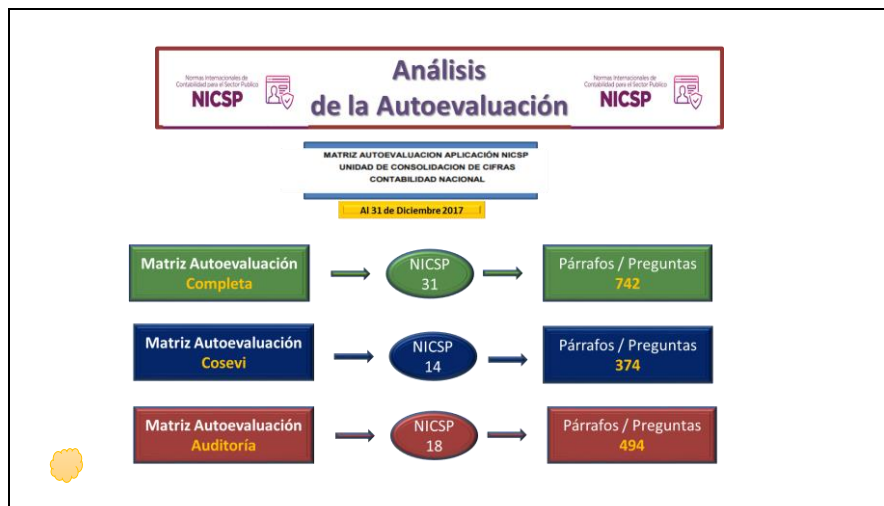 Normas Internacionales de
Contabilidad para el Sector Publico
NICSP
Análisis
de la Autoevaluación
Normas Internacionales de
Contabilidad para el Sector Publico
NICSP
MATRIZ AUTOEVALUACION APLICACIÓN NICSP
UNIDAD DE CONSOLIDACION DE CIFRAS
CONTABILIDAD NACIONAL
Al 31 de Diciembre 2017
Matriz Autoevaluación
Completa
NICSP
31
Párrafos / Preguntas
742
Matriz Autoevaluación
Cosevi
NICSP
14
Párrafos / Preguntas
374
Matriz Autoevaluación
Auditoría
NICSP
18
Párrafos / Preguntas
494